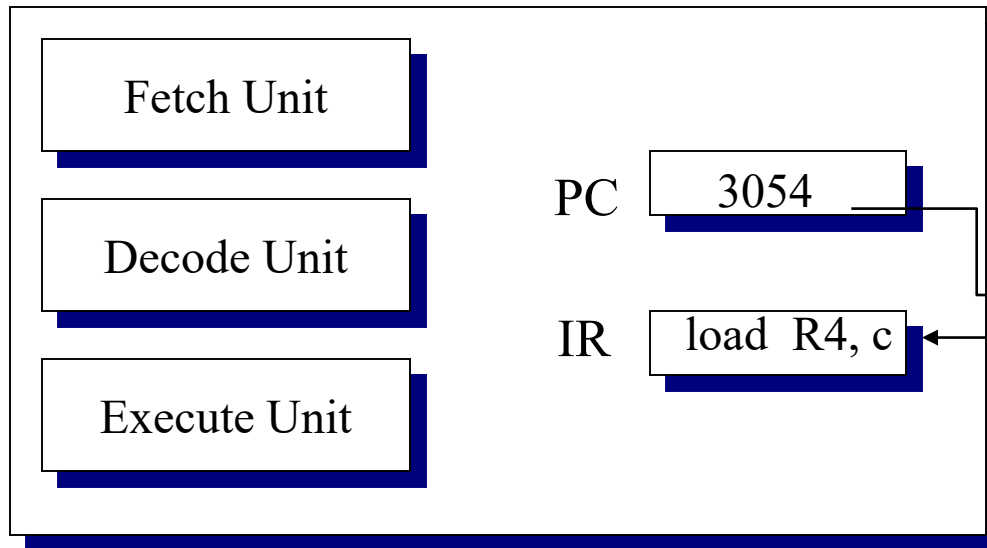 Fetch Unit
Decode Unit
Execute Unit
PC 3054
IR load R4, c